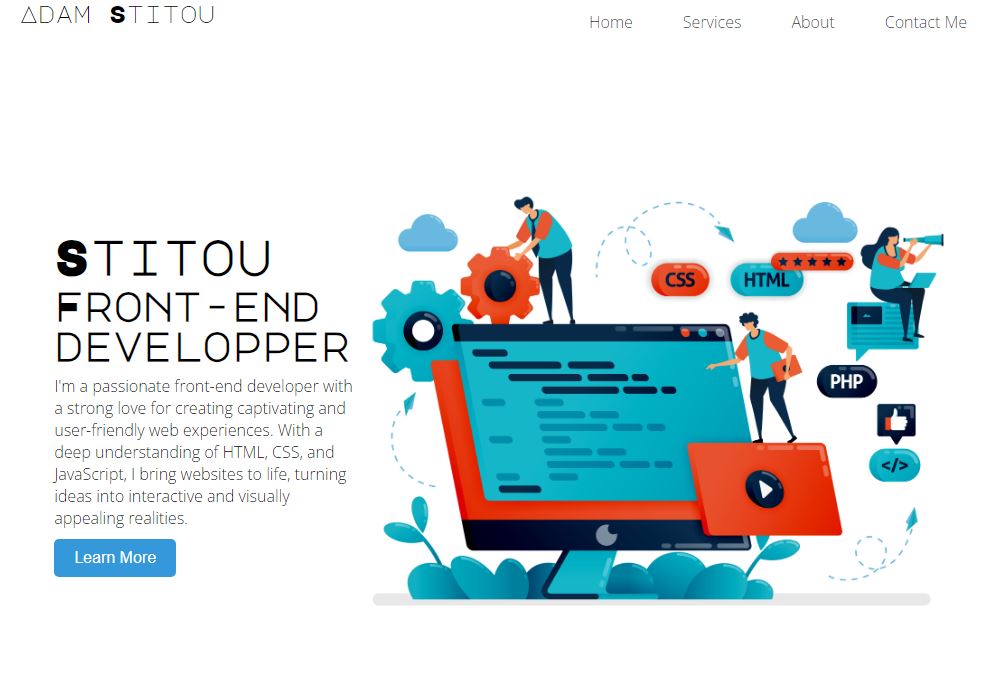 ADAM STITOU
Home Services About Contact Me
STITOU
FRONT-END
DEVELOPPER
I'm a passionate front-end developer with
a strong love for creating captivating and
user-friendly web experiences. With a
deep understanding of HTML, CSS, and
JavaScript, I bring websites to life, turning
ideas into interactive and visually
appealing realities.
Learn More
CSS
HTML
PHP
</>